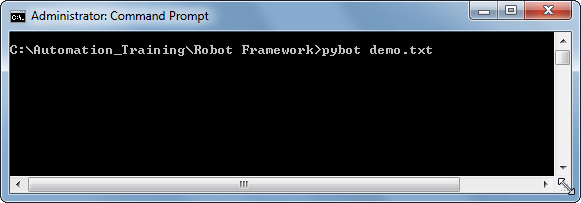 Administrator: Command Prompt
C:\Automation_Training\Robot Framework>pybot demo.txt